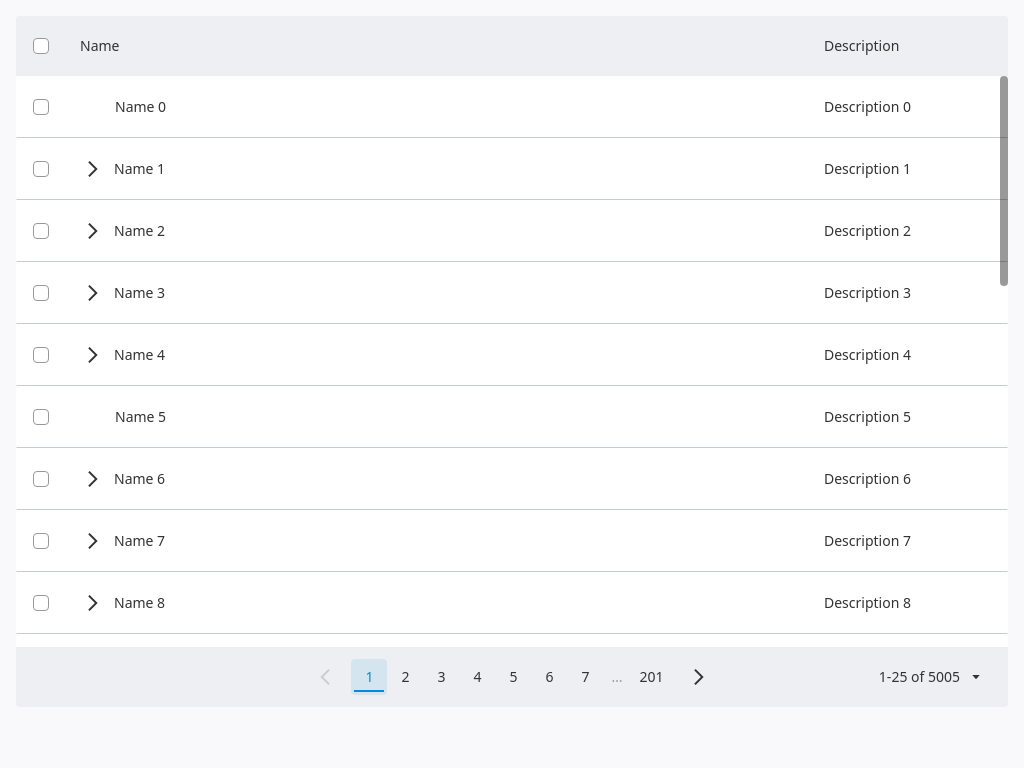 Name Description
Name 0 Description 0
Name 1 Description 1
Name 2 Description 2
Name 3 Description 3
Name 4 Description 4
Name 5 Description 5
Name 6 Description 6
Name 7 Description 7
Name 8 Description 8
1 2 3 4 5 6 7 ... 201 1-25 of 5005